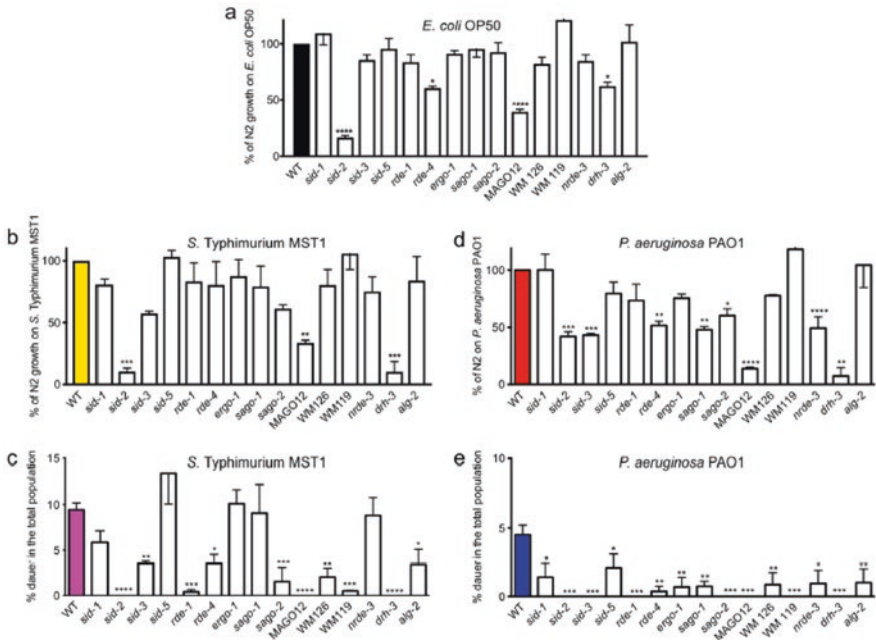 a
E. coli OP50
% of N2 growth on E. coli OP50
100
50
0
* **** **** *
WT sid-1 sid-2 sid-3 sid-5 rde-1 rde-4 ergo-1 sago-1 sago-2 MAGO12 WM 126 WM 119 nrde-3 drh-3 alg-2
b
S. Typhimurium MST1
% of N2 growth on S. Typhimurium MST1
100
50
0
*** ** ***
WT sid-1 sid-2 sid-3 sid-5 rde-1 rde-4 ergo-1 sago-1 sago-2 MAGO12 WM126 WM119 nrde-3 drh-3 alg-2
d
P. aeruginosa PAO1
% of N2 on P. aeruginosa PAO1
100
50
0
*** *** ** ** * **** **** **
WT sid-1 sid-2 sid-3 sid-5 rde-1 rde-4 ergo-1 sago-1 sago-2 MAGO12 WM126 WM119 nrde-3 drh-3 alg-2
c
S. Typhimurium MST1
% dauer in the total population
15
10
5
0
**** ** *** * *** **** ** *** **** *
WT sid-1 sid-2 sid-3 sid-5 rde-1 rde-4 ergo-1 sago-1 sago-2 MAGO12 WM126 WM119 nrde-3 drh-3 alg-2
e
P. aeruginosa PAO1
% dauer in the total population
10
5
0
* *** *** * *** ** ** ** *** *** ** *** * *** **
WT sid-1 sid-2 sid-3 sid-5 rde-1 rde-4 ergo-1 sago-1 sago-2 MAGO12 WM 126 WM 119 nrde-3 drh-3 alg-2